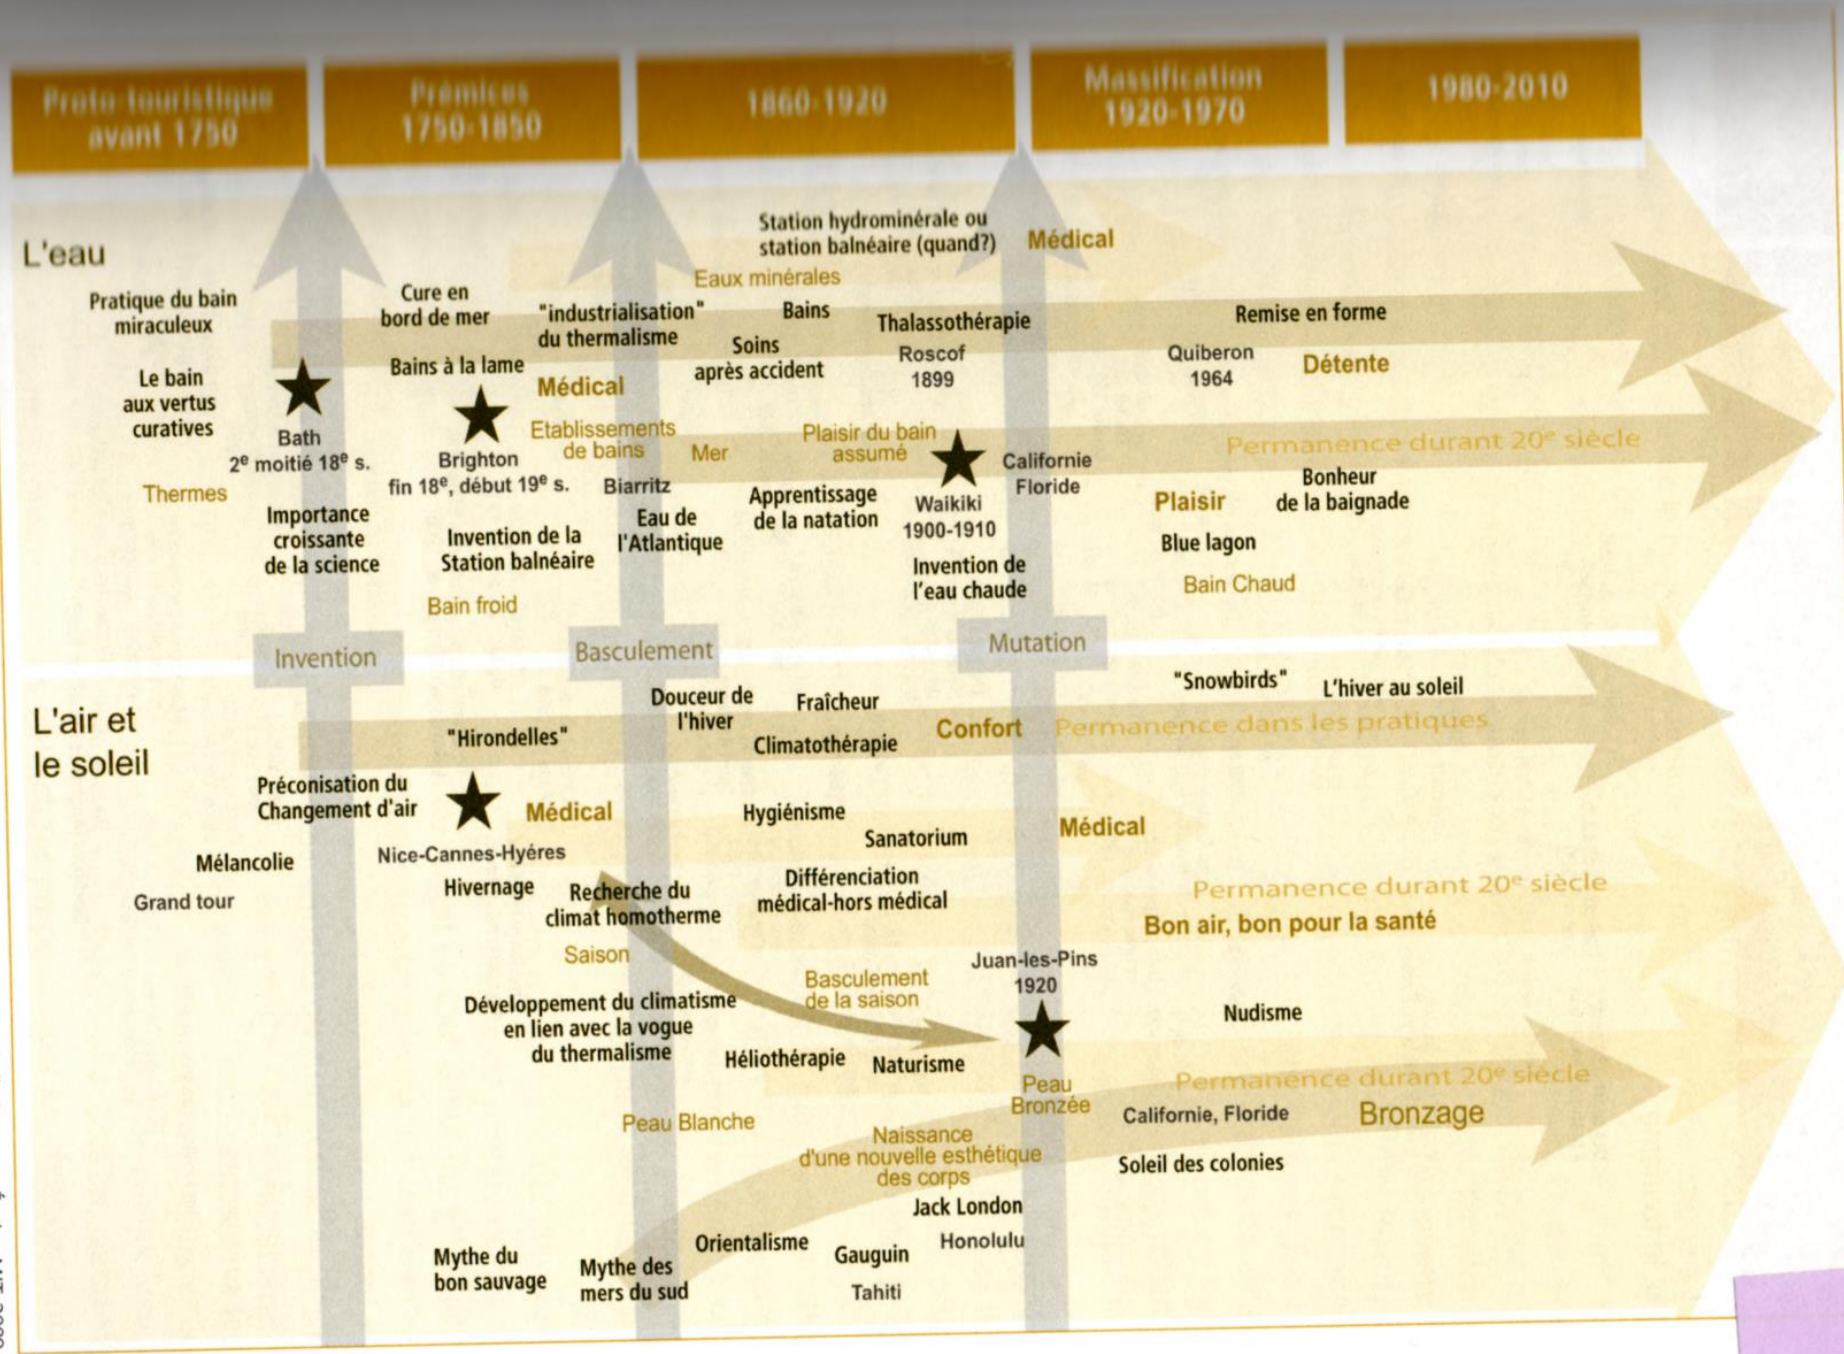 Proto-touristique
avant 1750
Prémices
1750-1850
1860-1920
Massification
1920-1970
1980-2010
L'eau
Station hydrominérale ou
station balnéaire (quand?)
Médical
Eaux minérales
Pratique du bain
miraculeux
Cure en
bord de mer
"industrialisation"
du thermalisme
Bains
Thalassothérapie
Remise en forme
Soins
après accident
Roscof
1899
Quiberon
1964
Détente
Le bain
aux vertus
curatives
Bains à la lame
Médical
Bath
2e moitié 18e s.
Brighton
fin 18e, début 19e s.
Etablissements
de bains
Mer
Plaisir du bain
assumé
Permanence durant 20e siècle
Californie
Floride
Thermes
Biarritz
Apprentissage
de la natation
Waikiki
1900-1910
Plaisir
Bonheur
de la baignade
Importance
croissante
de la science
Invention de la
Station balnéaire
Eau de
l'Atlantique
Blue lagon
Invention de
l'eau chaude
Bain Chaud
Bain froid
Invention
Basculement
Mutation
L'air et
le soleil
Douceur de
l'hiver
Fraîcheur
"Snowbirds"
L'hiver au soleil
"Hirondelles"
Climatothérapie
Confort
Permanence dans les pratiques
Préconisation du
Changement d'air
Médical
Hygiénisme
Sanatorium
Médical
Mélancolie
Nice-Cannes-Hyéres
Grand tour
Hivernage
Recherche du
climat homotherme
Différenciation
médical-hors médical
Permanence durant 20e siècle
Bon air, bon pour la santé
Saison
Basculement
de la saison
Juan-les-Pins
1920
Développement du climatisme
en lien avec la vogue
du thermalisme
Héliothérapie
Naturisme
Nudisme
Peau
Bronzée
Permanence durant 20e siècle
Californie, Floride
Bronzage
Peau Blanche
Naissance
d'une nouvelle esthétique
des corps
Soleil des colonies
Jack London
Honolulu
Orientalisme
Gauguin
Tahiti
Mythe du
bon sauvage
Mythe des
mers du sud